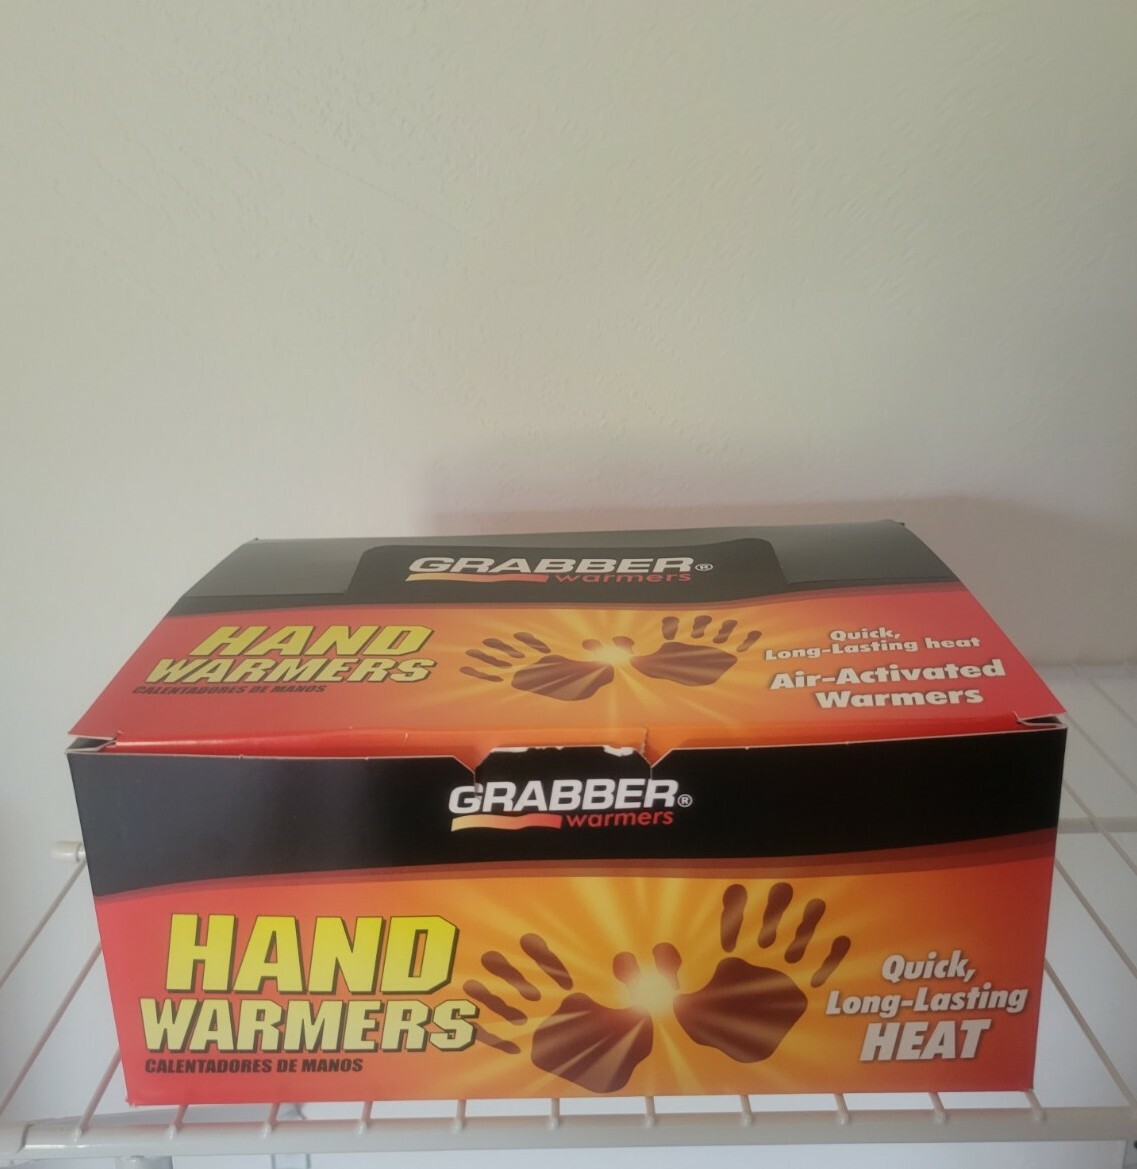 GRABBER®
warmers
HAND
WARMERS
CALENTADORES DE MANOS
Quick,
Long-Lasting heat
Air-Activated
Warmers
GRABBER®
warmers
HAND
WARMERS
CALENTADORES DE MANOS
Quick,
Long-Lasting
HEAT